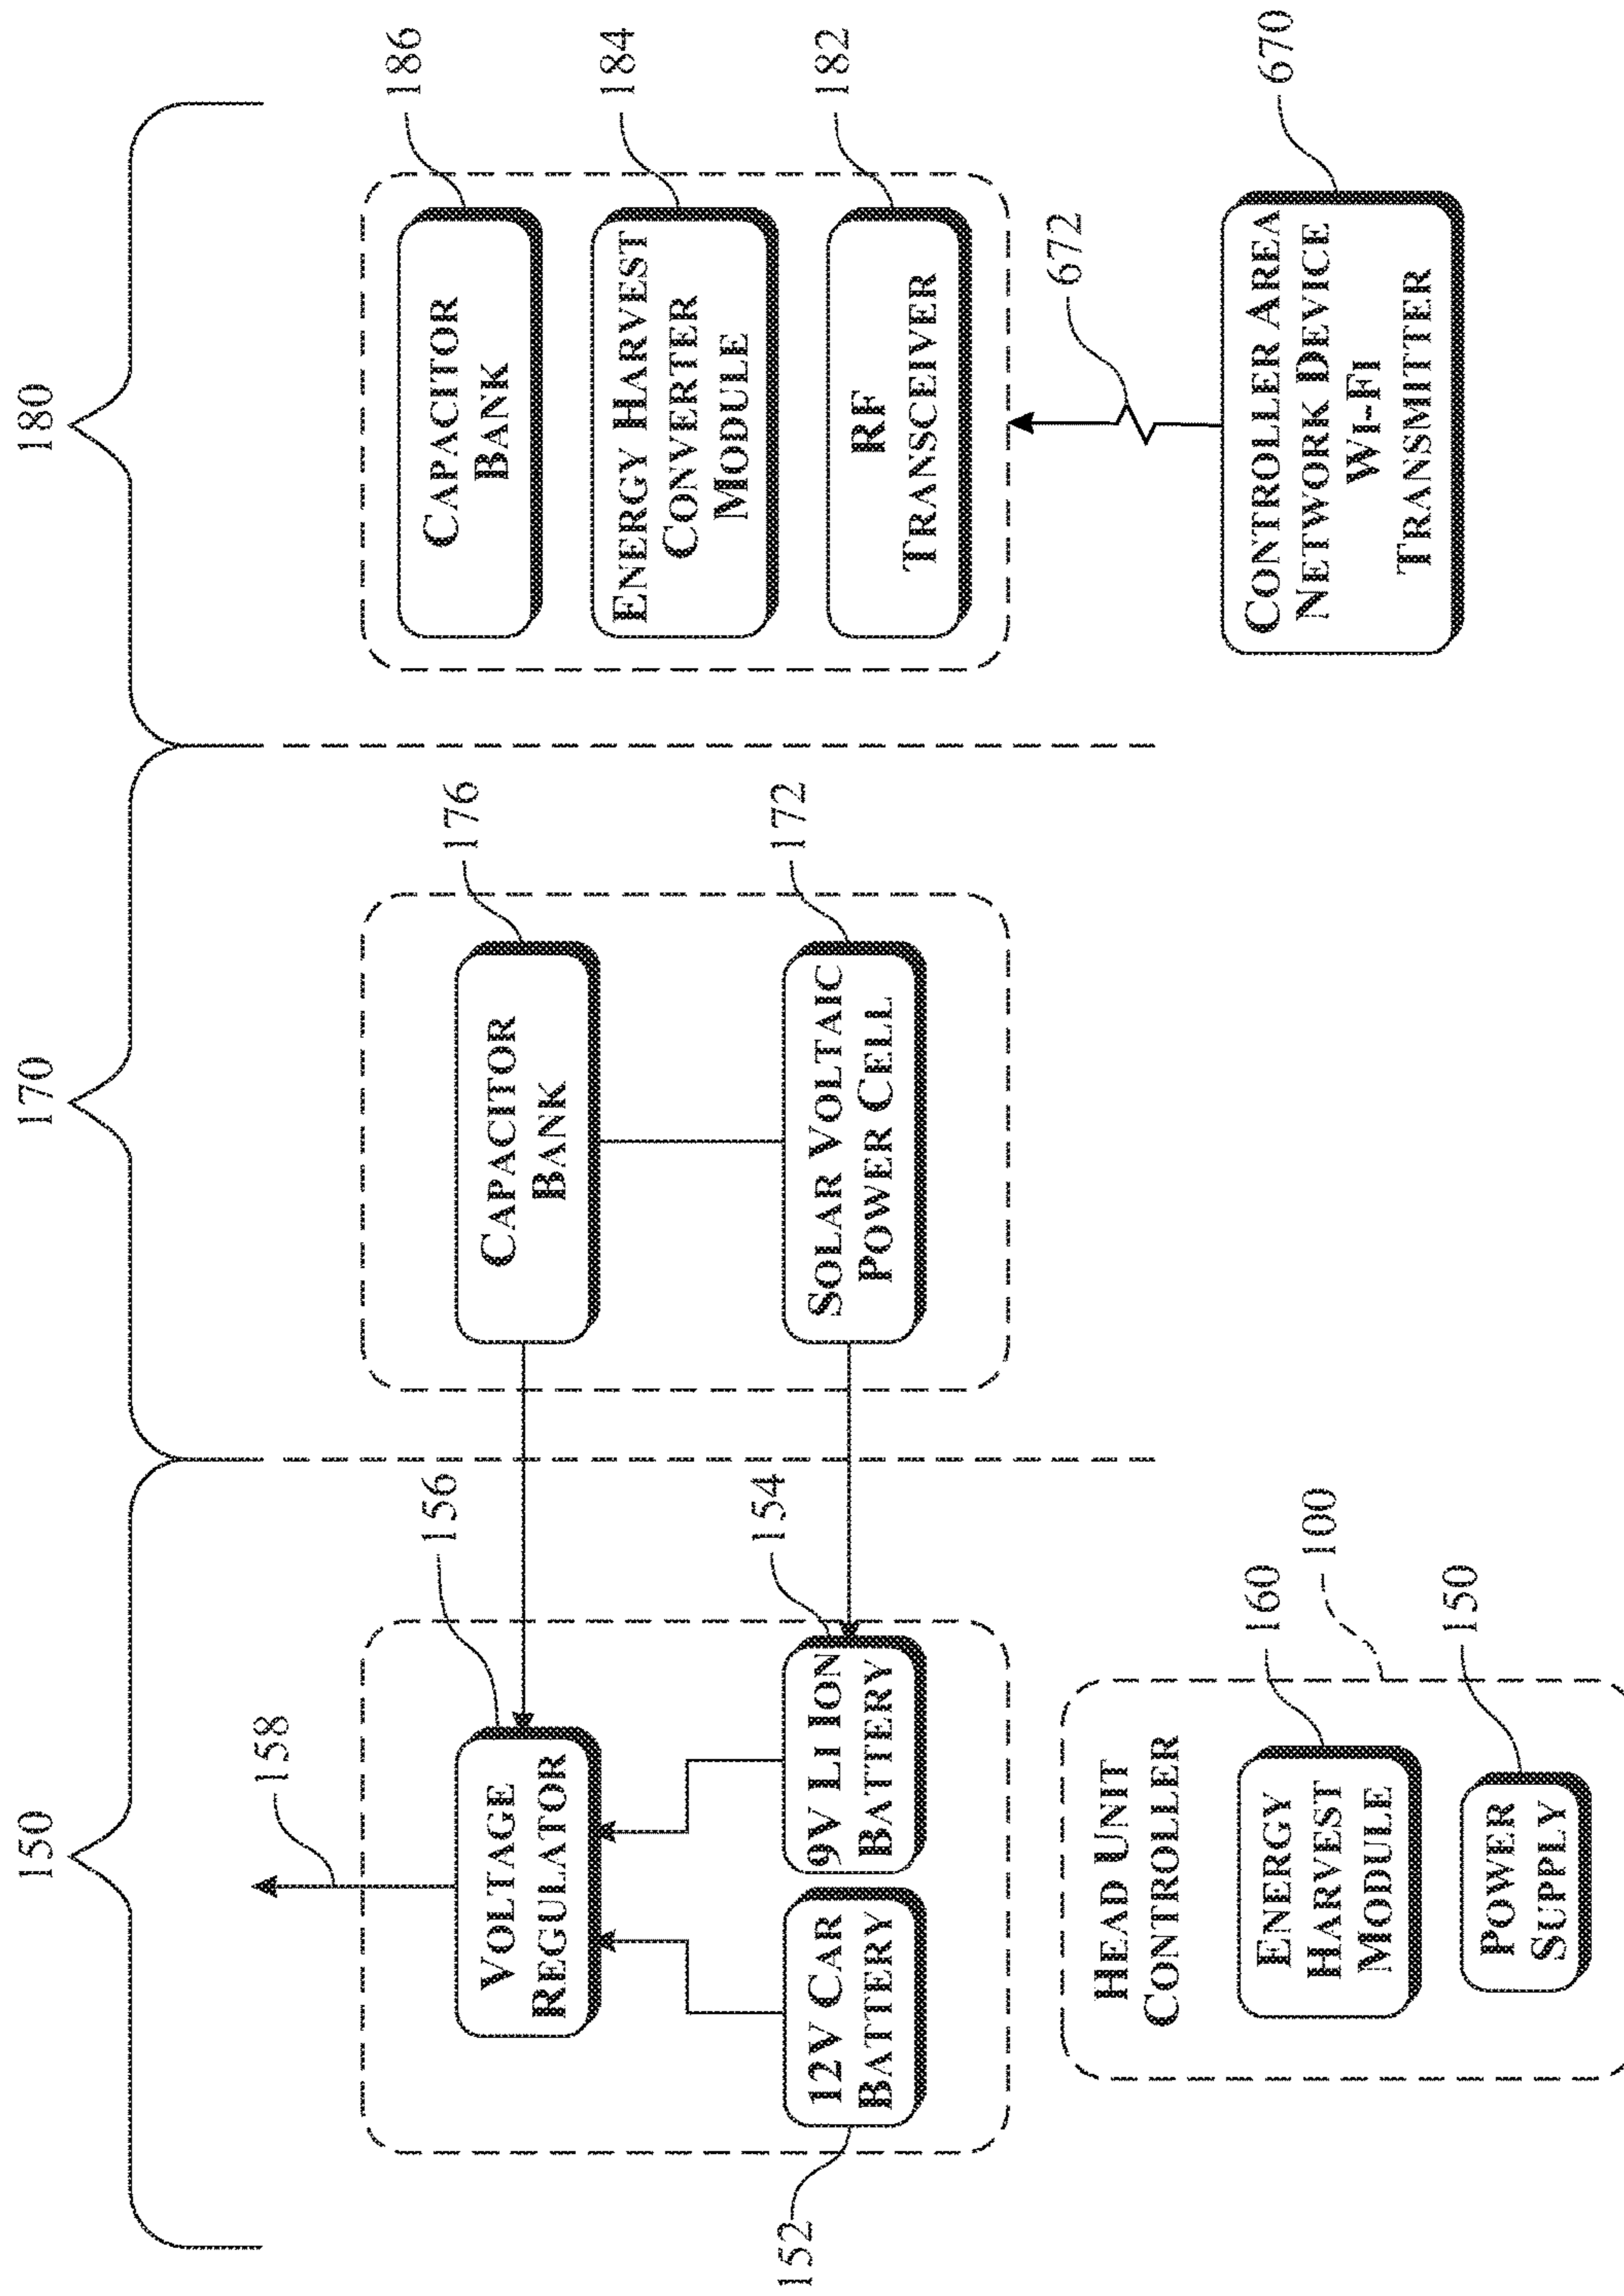 150
170
180
158
156
VOLTAGE
REGULATOR
154
12V CAR
BATTERY
9V LI ION
BATTERY
152
176
CAPACITOR
BANK
172
SOLAR VOLTAIC
POWER CELL
186
CAPACITOR
BANK
184
ENERGY HARVEST
CONVERTER
MODULE
182
RF
TRANSCEIVER
672
670
CONTROLLER AREA
NETWORK DEVICE
WI-FI
TRANSMITTER
100
HEAD UNIT
CONTROLLER
160
ENERGY
HARVEST
MODULE
150
POWER
SUPPLY